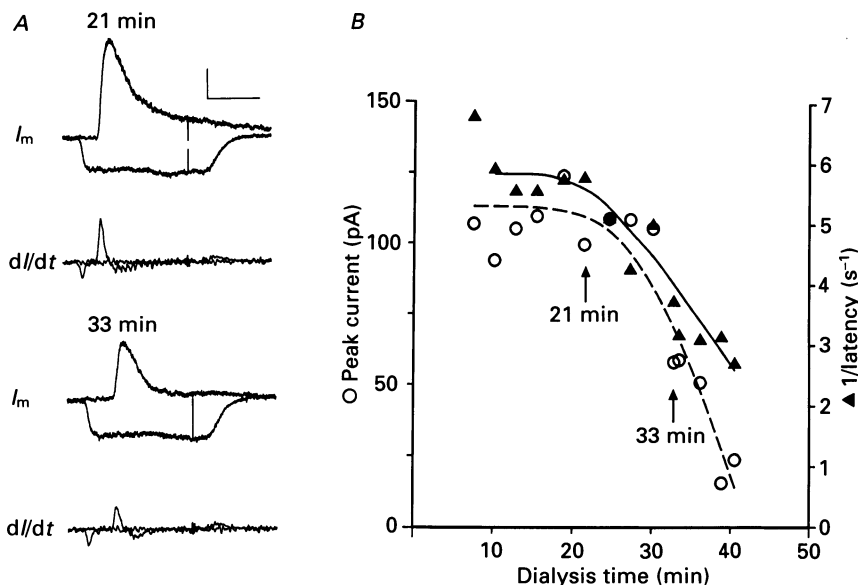 A
21 min
I_m
dI/dt
33 min
I_m
dI/dt
B
150
100
50
0
○ Peak current (pA)
21 min
33 min
7
6
5
4
3
2
1
0
▲ 1/latency (s⁻¹)
10
20
30
40
50
Dialysis time (min)